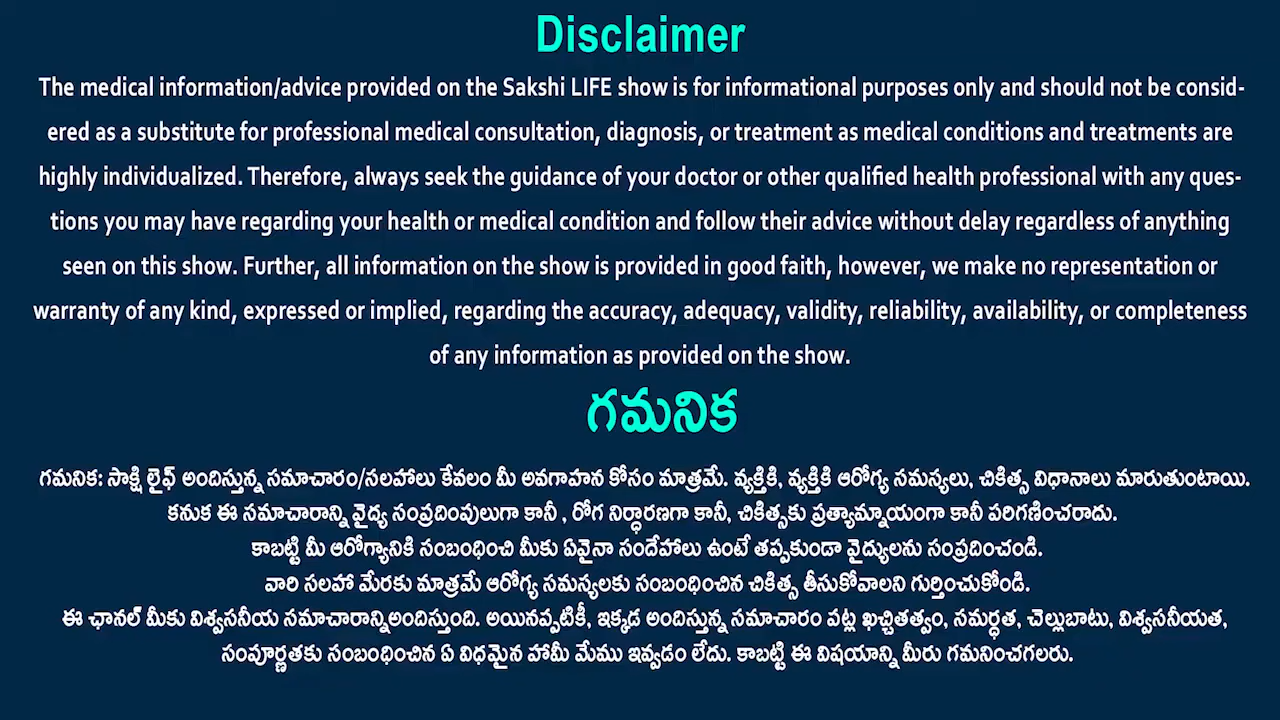 Disclaimer
The medical information/advice provided on the Sakshi LIFE show is for informational purposes only and should not be consid-
ered as a substitute for professional medical consultation, diagnosis, or treatment as medical conditions and treatments are
highly individualized. Therefore, always seek the guidance of your doctor or other qualified health professional with any ques-
tions you may have regarding your health or medical condition and follow their advice without delay regardless of anything
seen on this show. Further, all information on the show is provided in good faith, however, we make no representation or
warranty of any kind, expressed or implied, regarding the accuracy, adequacy, validity, reliability, availability, or completeness
of any information as provided on the show.
గమనిక
గమనిక: సాక్షి లైఫ్ అందిస్తున్న సమాచారం/సలహాలు కేవలం మీ అవగాహన కోసం మాత్రమే. వ్యక్తికి, వ్యక్తికి ఆరోగ్య సమస్యలు, చికిత్స విధానాలు మారుతుంటాయి.
కనుక ఈ సమాచారాన్ని వైద్య సంప్రదింపులుగా కానీ , రోగ నిర్ధారణగా కానీ, చికిత్సకు ప్రత్యామ్నాయంగా కానీ పరిగణించరాదు.
కాబట్టి మీ ఆరోగ్యానికి సంబంధించి మీకు ఏవైనా సందేహాలు ఉంటే తప్పకుండా వైద్యులను సంప్రదించండి.
వారి సలహా మేరకు మాత్రమే ఆరోగ్య సమస్యలకు సంబంధించిన చికిత్స తీసుకోవాలని గుర్తించుకోండి.
ఈ ఛానల్ మీకు విశ్వసనీయ సమాచారాన్నిఅందిస్తుంది. అయినప్పటికీ, ఇక్కడ అందిస్తున్న సమాచారం పట్ల ఖచ్చితత్వం, సమర్ధత, చెల్లుబాటు, విశ్వసనీయత,
సంపూర్ణతకు సంబంధించిన ఏ విధమైన హామీ మేము ఇవ్వడం లేదు. కాబట్టి ఈ విషయాన్ని మీరు గమనించగలరు.